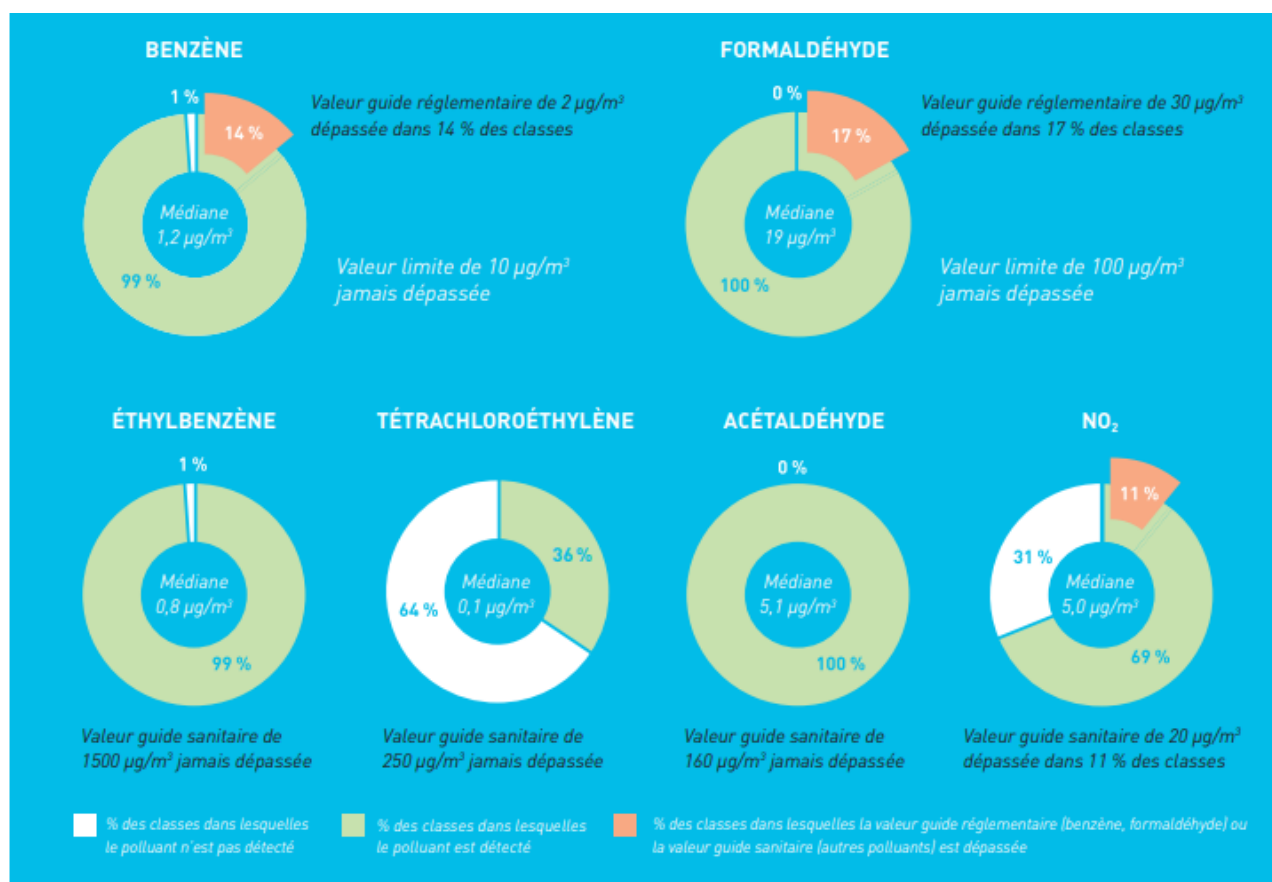 BENZÈNE
1 %
14 %
Valeur guide réglementaire de 2 µg/m³
dépassée dans 14 % des classes
Médiane
1,2 µg/m³
99 %
Valeur limite de 10 µg/m³
jamais dépassée
FORMALDÉHYDE
0 %
17 %
Valeur guide réglementaire de 30 µg/m³
dépassée dans 17 % des classes
Médiane
19 µg/m³
100 %
Valeur limite de 100 µg/m³
jamais dépassée
ÉTHYLBENZÈNE
1 %
Médiane
0,8 µg/m³
99 %
Valeur guide sanitaire de
1500 µg/m³ jamais dépassée
TÉTRACHLOROÉTHYLÈNE
36 %
Médiane
0,1 µg/m³
64 %
Valeur guide sanitaire de
250 µg/m³ jamais dépassée
ACÉTALDÉHYDE
0 %
Médiane
5,1 µg/m³
100 %
Valeur guide sanitaire de
160 µg/m³ jamais dépassée
NO₂
11 %
31 %
Médiane
5,0 µg/m³
69 %
Valeur guide sanitaire de 20 µg/m³
dépassée dans 11 % des classes
% des classes dans lesquelles
le polluant n'est pas détecté
% des classes dans lesquelles
le polluant est détecté
% des classes dans lesquelles la valeur guide réglementaire (benzène, formaldéhyde) ou
la valeur guide sanitaire (autres polluants) est dépassée